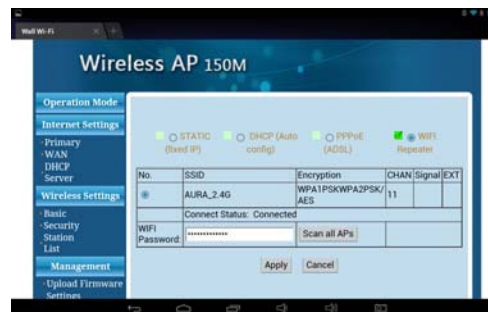 Wall Wi-Fi
Wireless AP 150M
Operation Mode
Internet Settings
Primary
WAN
DHCP
Server
Wireless Settings
Basic
Security
Station
List
Management
Upload Firmware
Settings
STATIC (fixed IP)
DHCP (Auto config)
PPPoE (ADSL)
WIFI Repeater
No. SSID Encryption CHAN Signal EXT
AURA_2.4G WPA1PSKWPA2PSK/AES 11
Connect Status: Connected
WIFI Password: ************* Scan all APs
Apply Cancel